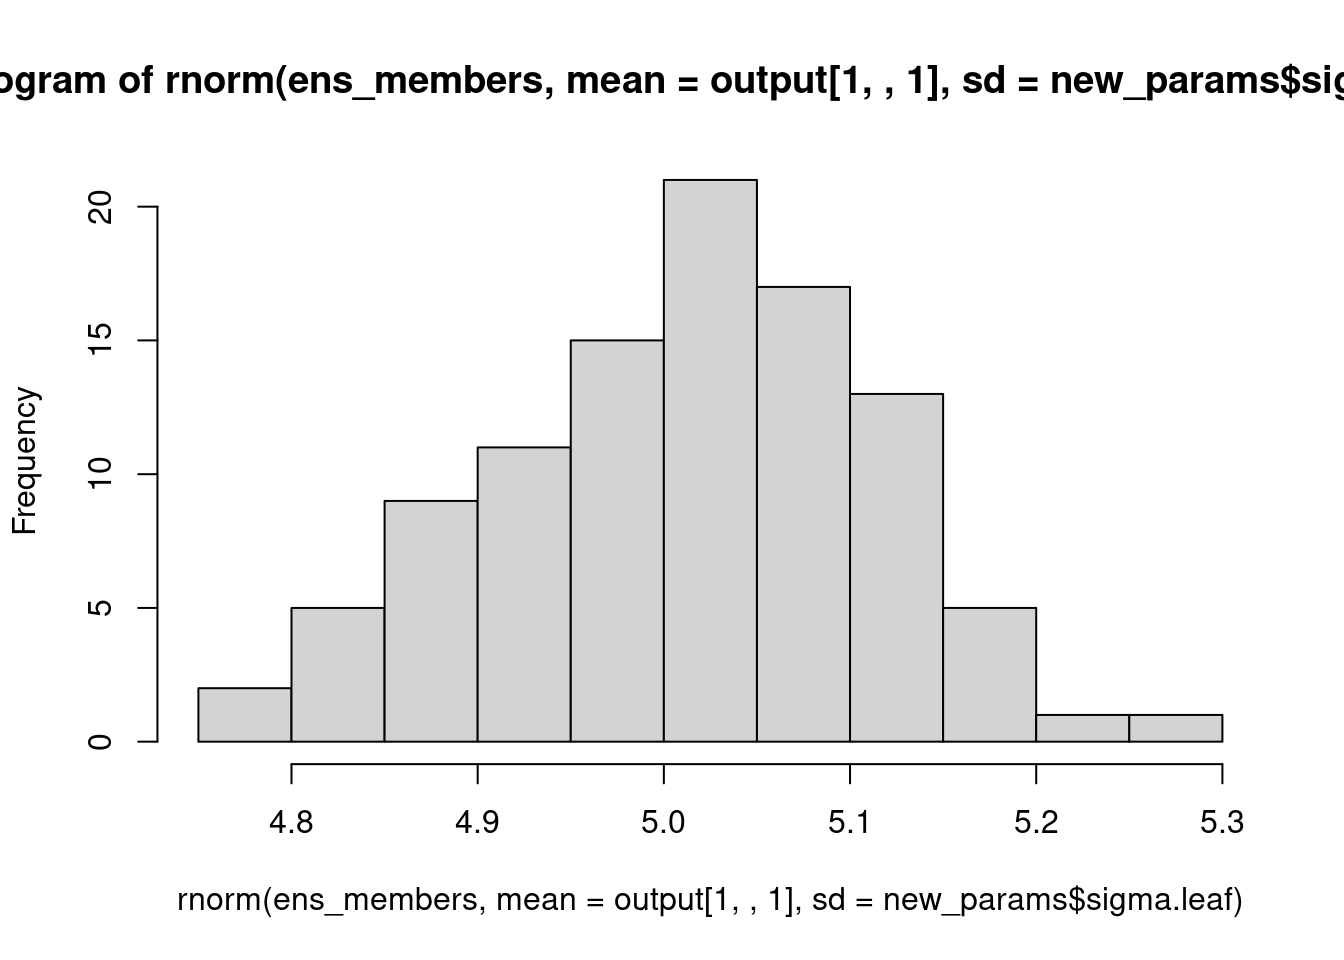 ogram of rnorm(ens_members, mean = output[1, , 1], sd = new_params$sig
Frequency
20
15
10
5
0
4.8 4.9 5.0 5.1 5.2 5.3
rnorm(ens_members, mean = output[1, , 1], sd = new_params$sigma.leaf)